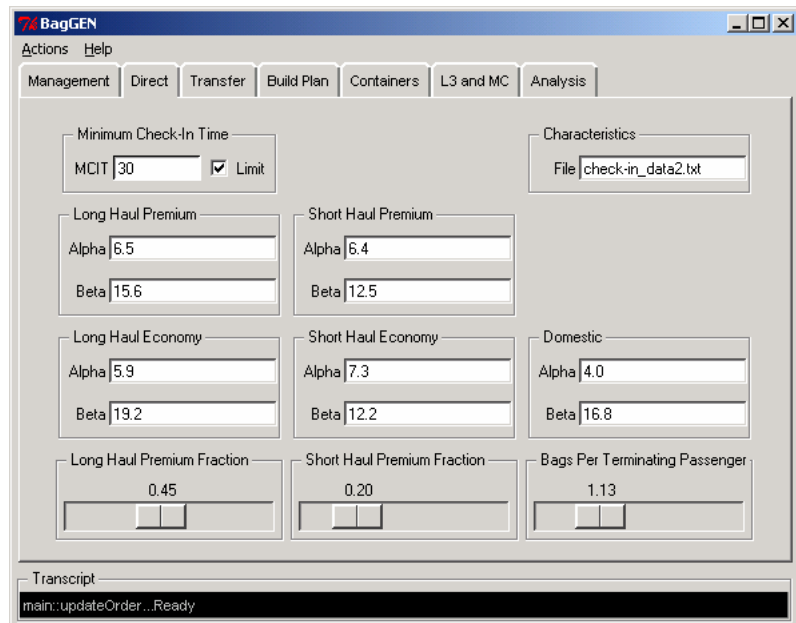 BagGEN
Actions Help
Management Direct Transfer Build Plan Containers L3 and MC Analysis
Minimum Check-In Time
MCIT 30 Limit
Characteristics
File check-in_data2.txt
Long Haul Premium
Alpha 6.5
Beta 15.6
Short Haul Premium
Alpha 6.4
Beta 12.5
Long Haul Economy
Alpha 5.9
Beta 19.2
Short Haul Economy
Alpha 7.3
Beta 12.2
Domestic
Alpha 4.0
Beta 16.8
Long Haul Premium Fraction
0.45
Short Haul Premium Fraction
0.20
Bags Per Terminating Passenger
1.13
Transcript
main::updateOrder...Ready